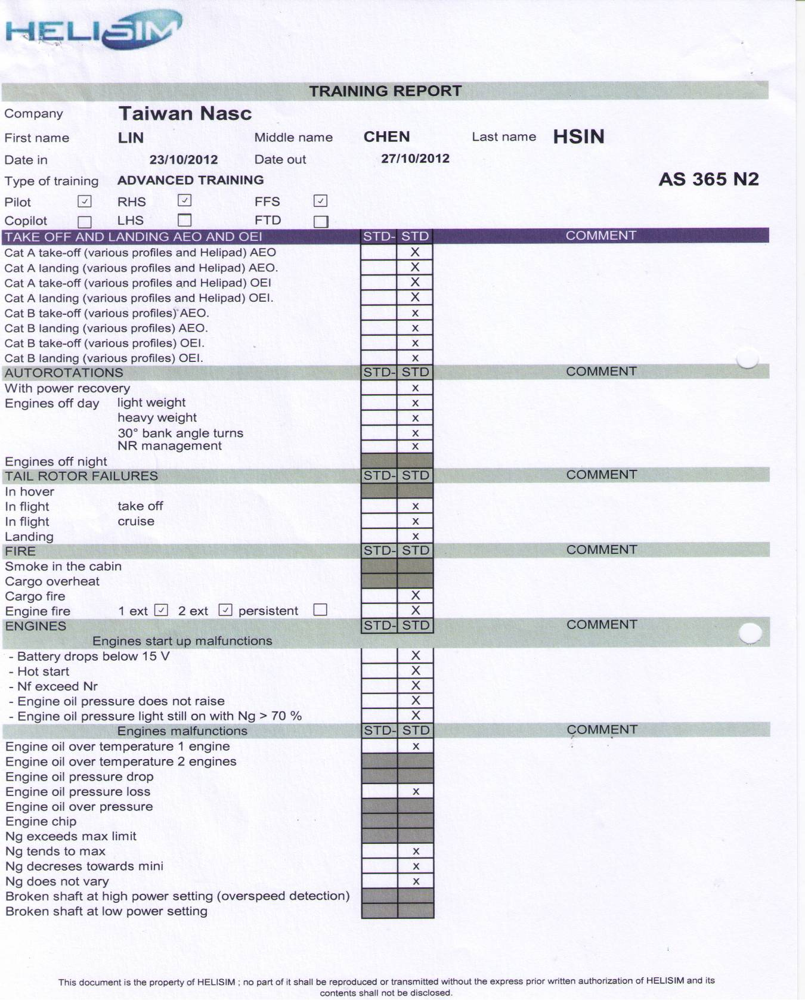 HELISIM
TRAINING REPORT
Company Taiwan Nasc
First name LIN Middle name CHEN Last name HSIN
Date in 23/10/2012 Date out 27/10/2012
Type of training ADVANCED TRAINING AS 365 N2
Pilot ✓ RHS ✓ FFS ✓
Copilot LHS FTD
TAKE OFF AND LANDING AEO AND OEI STD- STD COMMENT
Cat A take-off (various profiles and Helipad) AEO X
Cat A landing (various profiles and Helipad) AEO. X
Cat A take-off (various profiles and Helipad) OEI X
Cat A landing (various profiles and Helipad) OEI. X
Cat B take-off (various profiles) AEO. x
Cat B landing (various profiles) AEO. x
Cat B take-off (various profiles) OEI. x
Cat B landing (various profiles) OEI. x
AUTOROTATIONS STD- STD COMMENT
With power recovery x
Engines off day light weight x
heavy weight x
30° bank angle turns x
NR management x
Engines off night
TAIL ROTOR FAILURES STD- STD COMMENT
In hover
In flight take off x
In flight cruise x
Landing x
FIRE STD- STD COMMENT
Smoke in the cabin
Cargo overheat
Cargo fire X
Engine fire 1 ext ✓ 2 ext ✓ persistent X
ENGINES STD- STD COMMENT
Engines start up malfunctions
- Battery drops below 15 V X
- Hot start X
- Nf exceed Nr X
- Engine oil pressure does not raise X
- Engine oil pressure light still on with Ng > 70 % X
Engines malfunctions STD- STD COMMENT
Engine oil over temperature 1 engine x
Engine oil over temperature 2 engines
Engine oil pressure drop
Engine oil pressure loss x
Engine oil over pressure
Engine chip
Ng exceeds max limit
Ng tends to max x
Ng decreses towards mini x
Ng does not vary x
Broken shaft at high power setting (overspeed detection)
Broken shaft at low power setting
This document is the property of HELISIM ; no part of it shall be reproduced or transmitted without the express prior written authorization of HELISIM and its
contents shall not be disclosed.